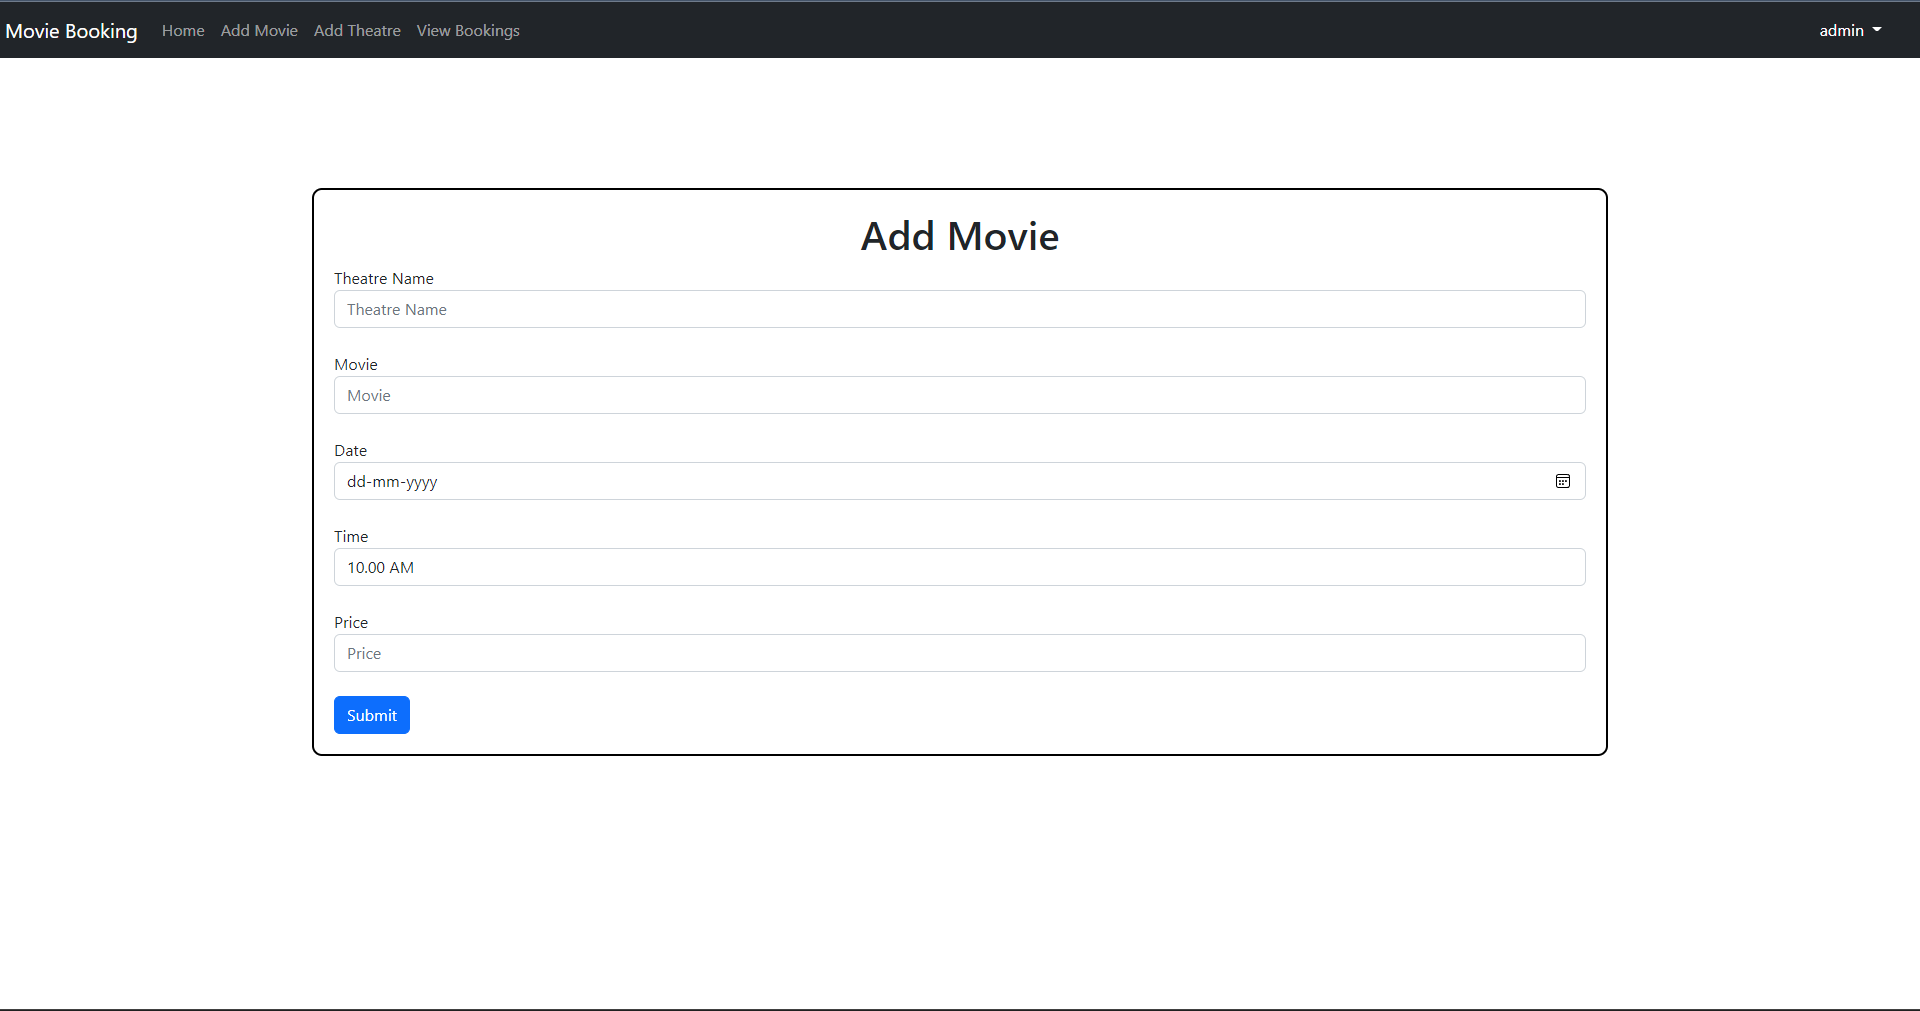 Movie Booking Home Add Movie Add Theatre View Bookings admin
Add Movie
Theatre Name
Theatre Name
Movie
Movie
Date
dd-mm-yyyy
Time
10.00 AM
Price
Price
Submit